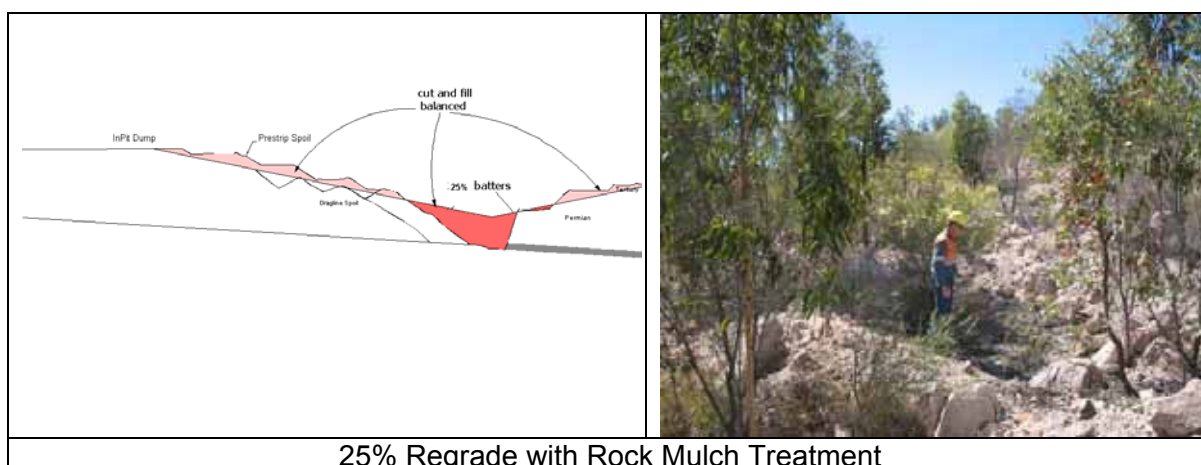 cut and fill
balanced
InPit Dump
Prestrip Spoil
25% batters
Dragline Spoil
Tertiary
Permian
25% Regrade with Rock Mulch Treatment